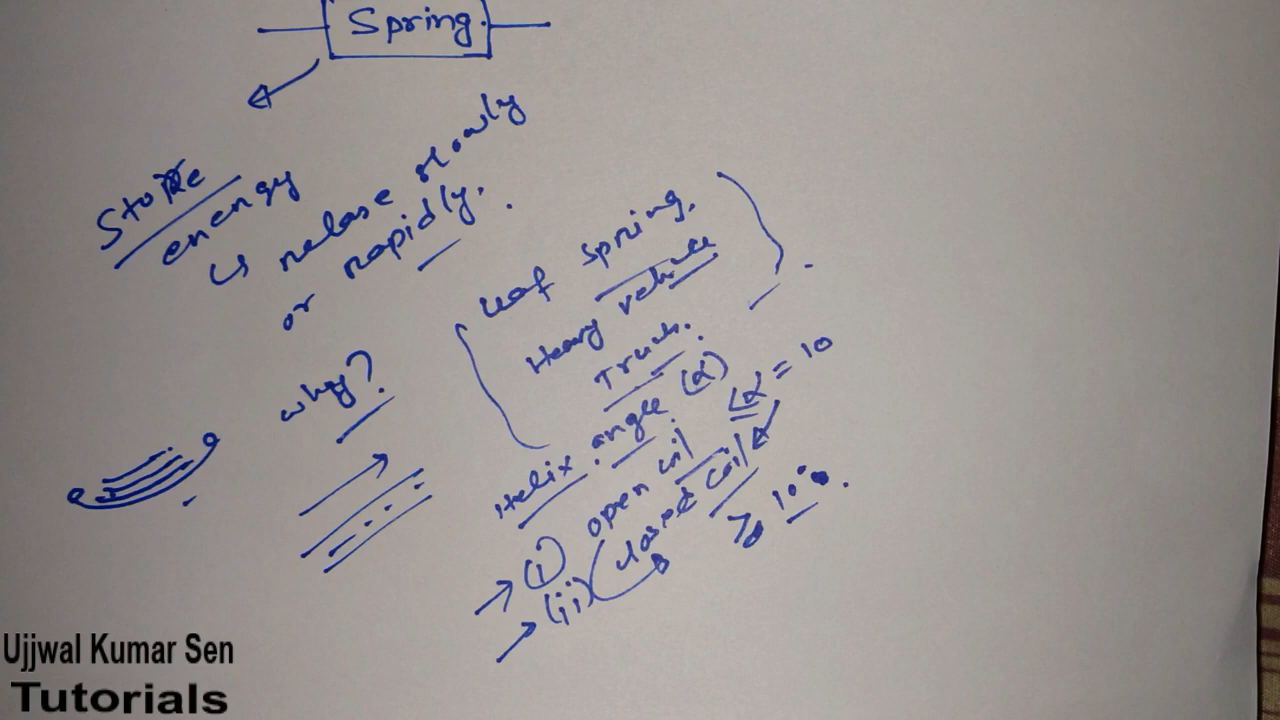 Spring
Store
energy
↳ relase slowly
or rapidly.
why?
Leaf spring.
Heavy vehicle
Truck.
Helix angle (α)
(i) open coil ∠α = 10
(ii) closed coil
10°
Ujjwal Kumar Sen
Tutorials